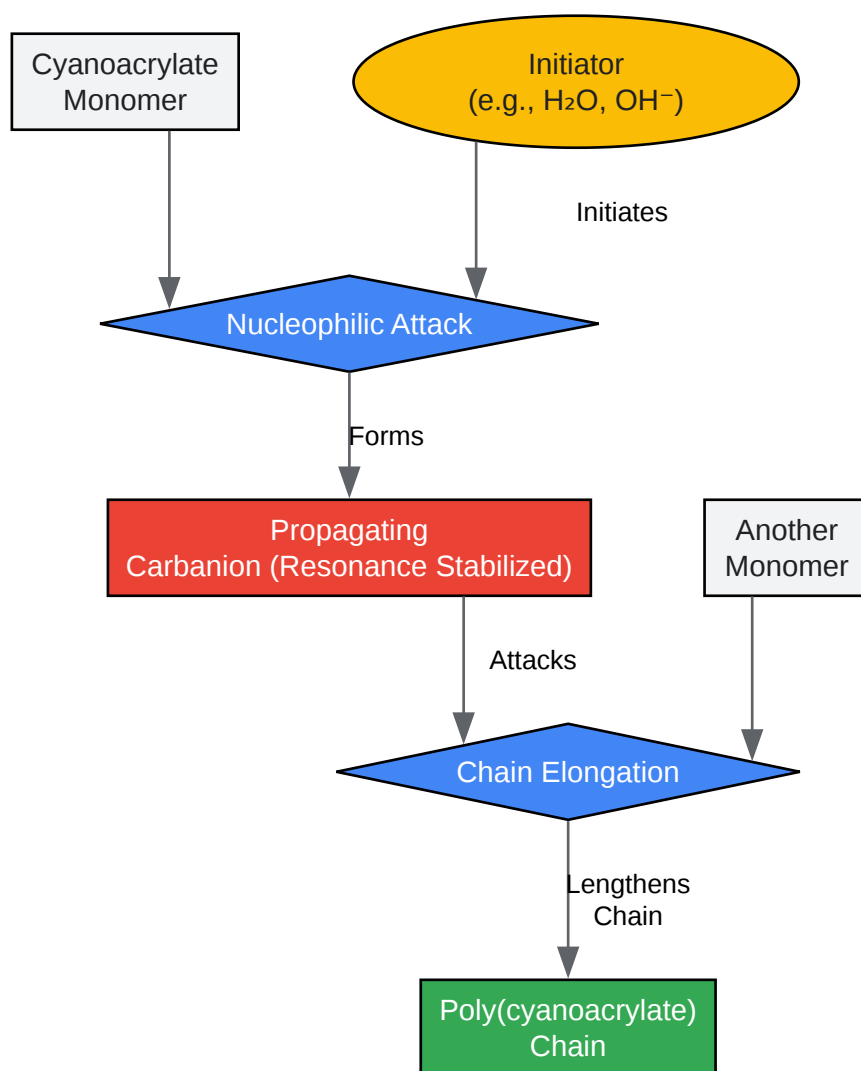 Cyanoacrylate
Monomer
Initiator
(e.g., H₂O, OH⁻)
Initiates
Nucleophilic Attack
Forms
Propagating
Carbanion (Resonance Stabilized)
Another
Monomer
Attacks
Chain Elongation
Lengthens
Chain
Poly(cyanoacrylate)
Chain